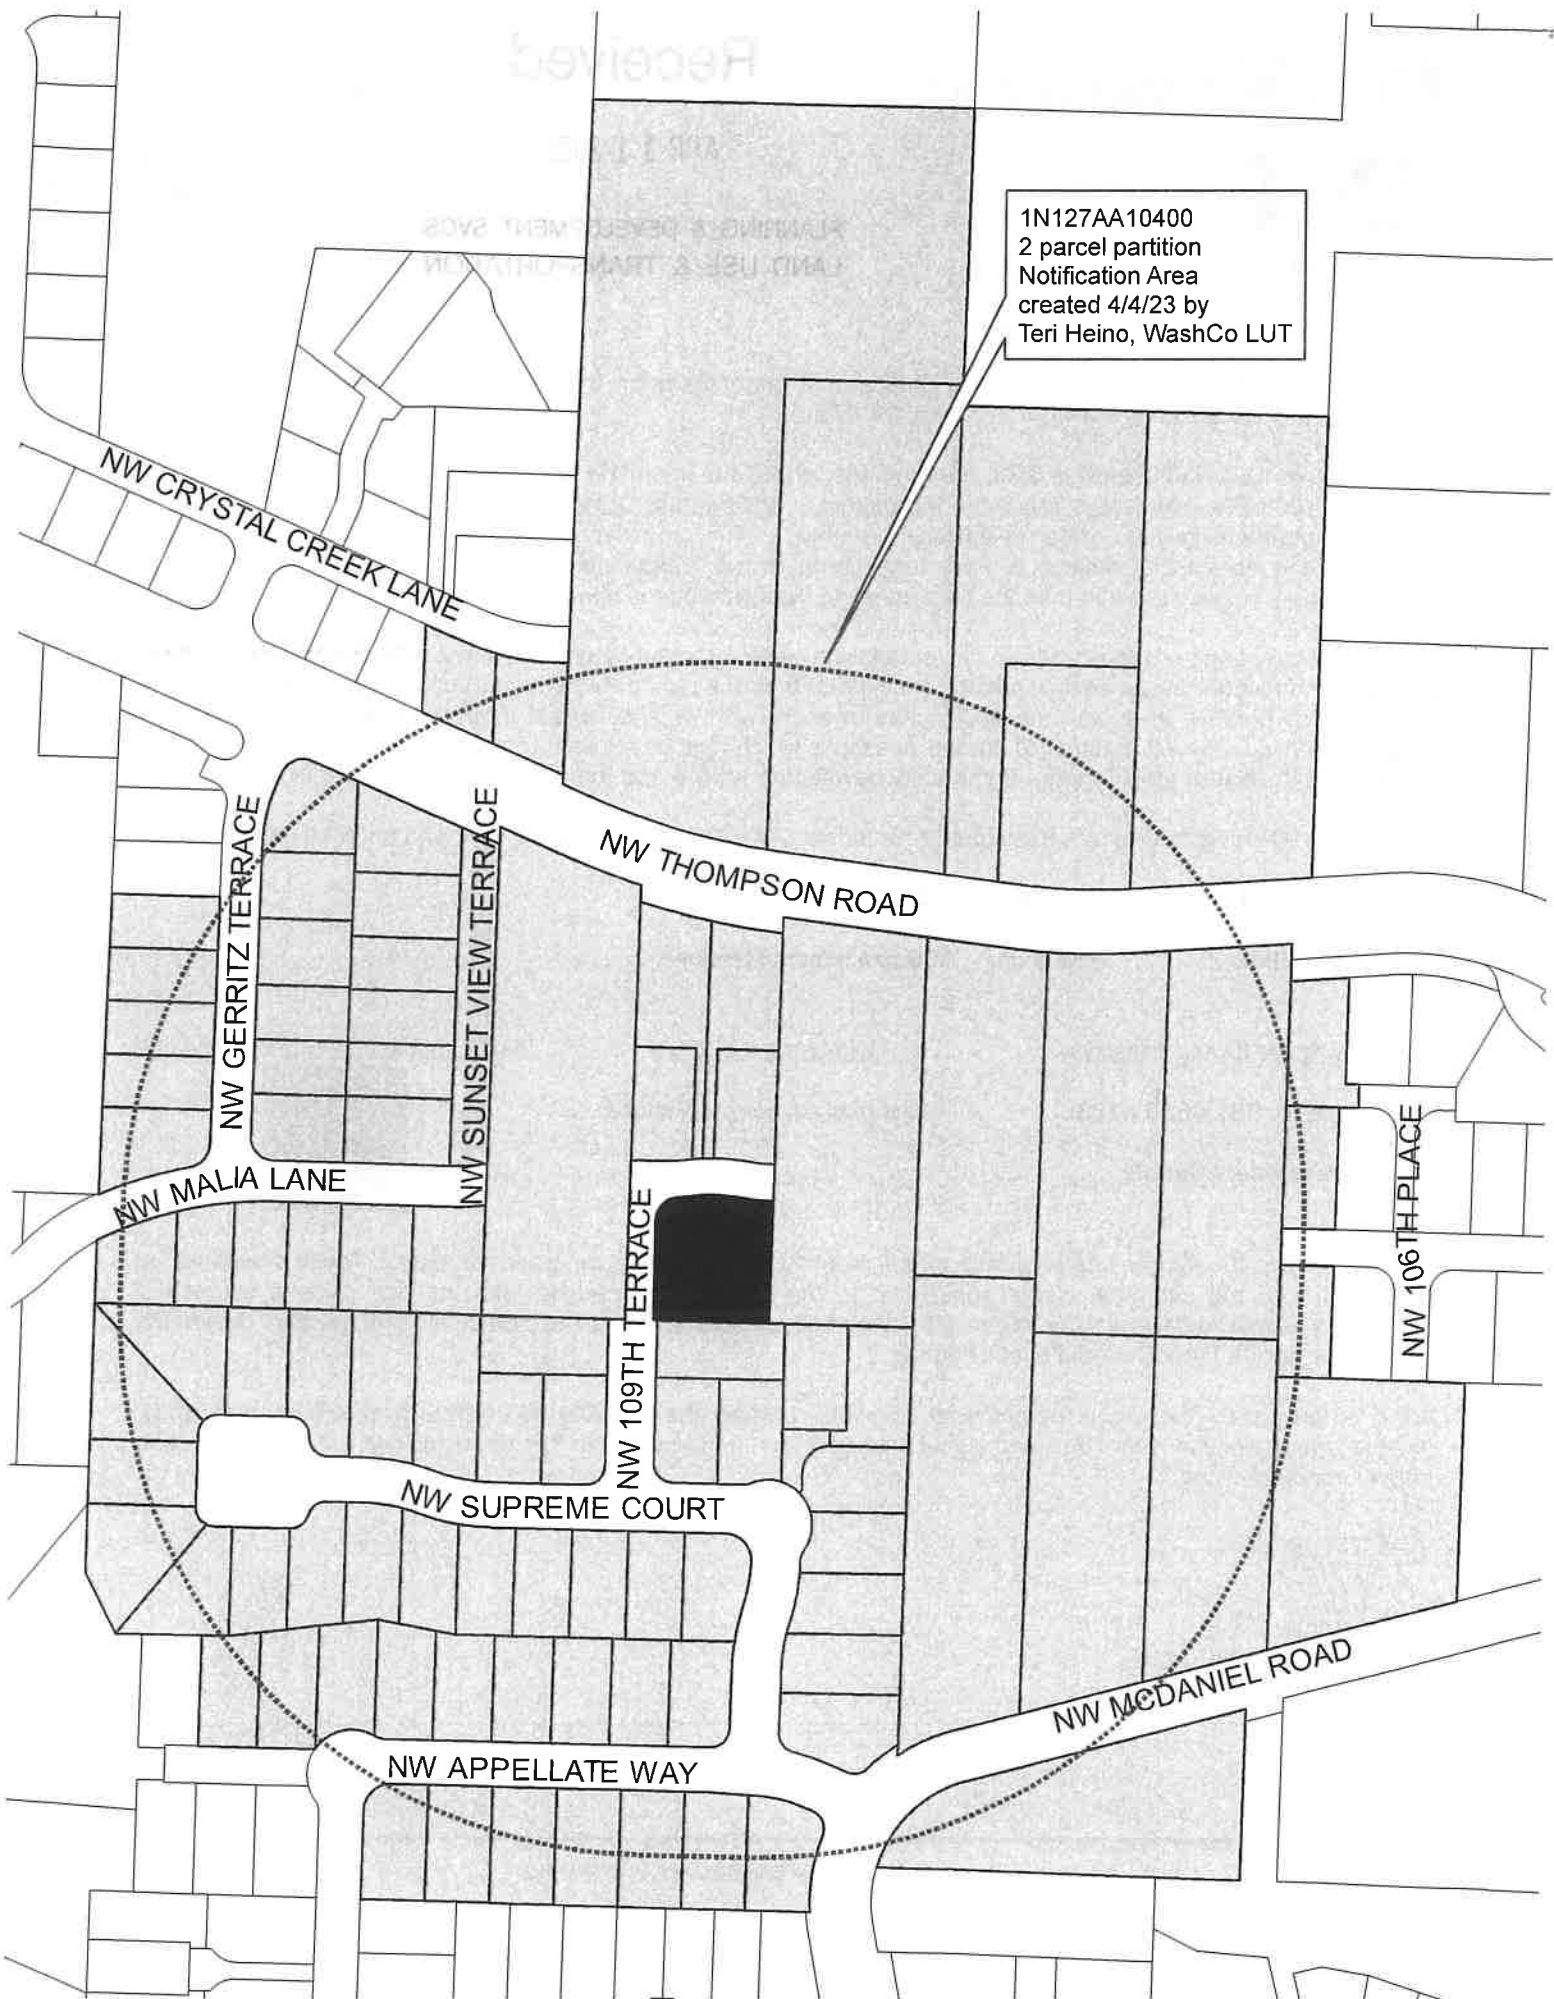 1N127AA10400
2 parcel partition
Notification Area
created 4/4/23 by
Teri Heino, WashCo LUT
NW CRYSTAL CREEK LANE
NW THOMPSON ROAD
NW GERRITZ TERRACE
NW SUNSET VIEW TERRACE
NW MALIA LANE
NW 109TH TERRACE
NW 106TH PLACE
NW SUPREME COURT
NW MCDANIEL ROAD
NW APPELLATE WAY
Received
PLANNING & DEVELOPMENT SVCS
LAND USE & TRANSPORTATION